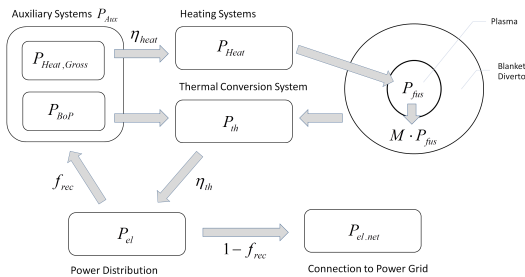 Auxiliary Systems P_Aux
Heating Systems
η_heat
Plasma
P_Heat,Gross
P_Heat
Blanket
Diverto
P_fus
Thermal Conversion System
P_BoP
P_th
M · P_fus
f_rec
η_th
P_el
P_el.net
1 − f_rec
Power Distribution
Connection to Power Grid